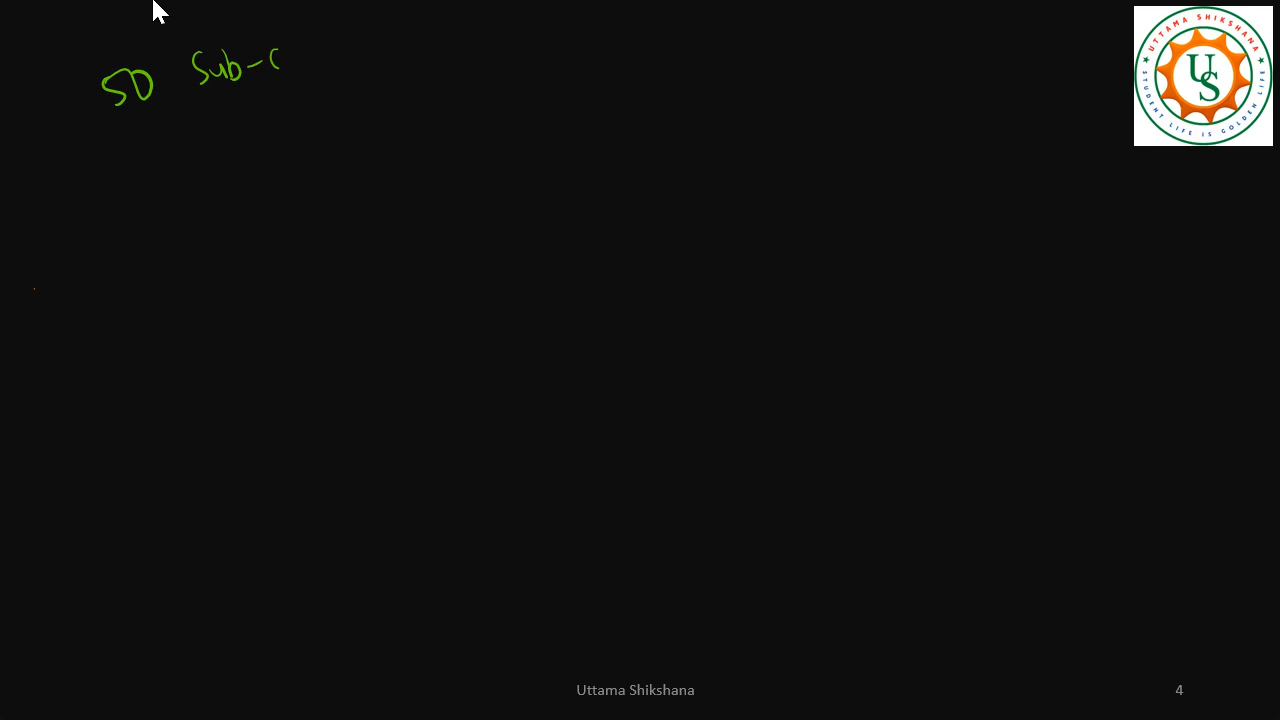 SD Sub-C
UTTAMA SHIKSHANA
US
STUDENT LIFE IS GOLDEN LIFE
Uttama Shikshana
4